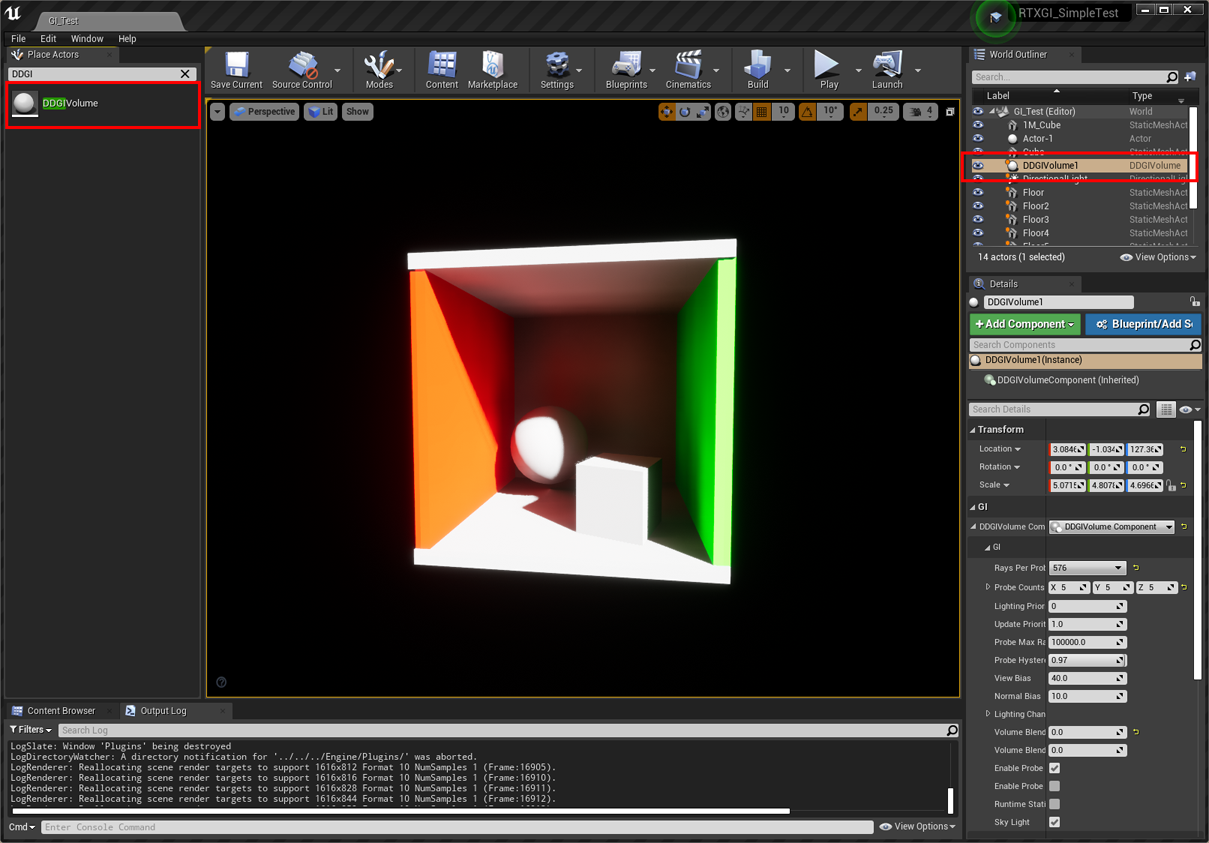 GI_Test
RTXGI_SimpleTest
File Edit Window Help
Place Actors
DDGI
DDGIVolume
Save Current
Source Control
Modes
Content
Marketplace
Settings
Blueprints
Cinematics
Build
Play
Launch
Perspective
Lit
Show
10
10°
0.25
4
World Outliner
Search...
Label Type
GI_Test (Editor) World
1M_Cube StaticMeshAct
Actor-1 Actor
Cube
DDGIVolume1 DDGIVolume
DirectionalLight DirectionalLig
Floor StaticMeshAct
Floor2 StaticMeshAct
Floor3 StaticMeshAct
Floor4 StaticMeshAct
14 actors (1 selected)
View Options
Details
DDGIVolume1
+Add Component
Blueprint/Add S
Search Components
DDGIVolume1(Instance)
DDGIVolumeComponent (Inherited)
Search Details
Transform
Location 3.084 -1.034 127.36
Rotation 0.0 ° 0.0 ° 0.0 °
Scale 5.071 4.807 4.696
GI
DDGIVolume Com DDGIVolume Component
GI
Rays Per Prob 576
Probe Counts X 5 Y 5 Z 5
Lighting Prior 0
Update Priorit 1.0
Probe Max Ra 100000.0
Probe Hystere 0.97
View Bias 40.0
Normal Bias 10.0
Lighting Chan
Volume Blend 0.0
Volume Blend 0.0
Enable Probe
Enable Probe
Runtime Stati
Sky Light
Content Browser
Output Log
Filters
Search Log
LogSlate: Window 'Plugins' being destroyed
LogDirectoryWatcher: A directory notification for '../../../Engine/Plugins/' was aborted.
LogRenderer: Reallocating scene render targets to support 1616x812 Format 10 NumSamples 1 (Frame:16905).
LogRenderer: Reallocating scene render targets to support 1616x816 Format 10 NumSamples 1 (Frame:16910).
LogRenderer: Reallocating scene render targets to support 1616x828 Format 10 NumSamples 1 (Frame:16911).
LogRenderer: Reallocating scene render targets to support 1616x844 Format 10 NumSamples 1 (Frame:16912).
Cmd
Enter Console Command
View Options